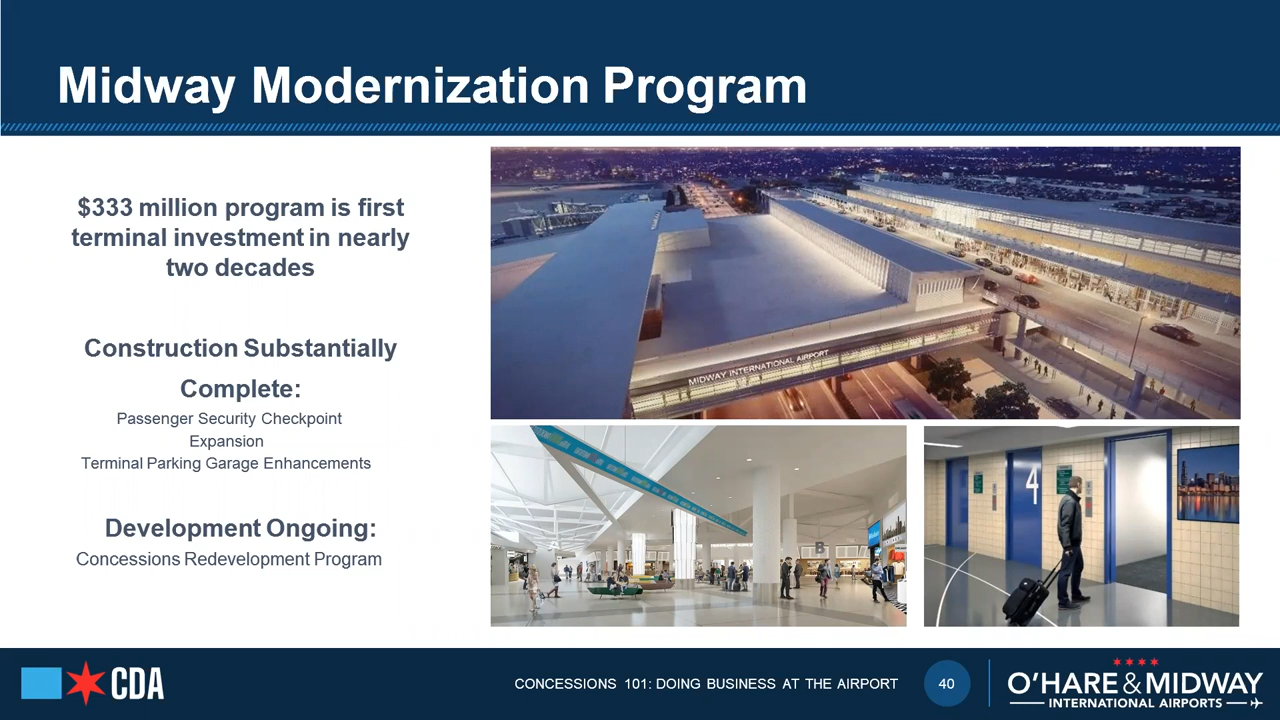 Midway Modernization Program
$333 million program is first
terminal investment in nearly
two decades
Construction Substantially
Complete:
Passenger Security Checkpoint
Expansion
Terminal Parking Garage Enhancements
Development Ongoing:
Concessions Redevelopment Program
MIDWAY INTERNATIONAL AIRPORT
B
4
CDA
CONCESSIONS 101: DOING BUSINESS AT THE AIRPORT
40
O'HARE & MIDWAY
INTERNATIONAL AIRPORTS